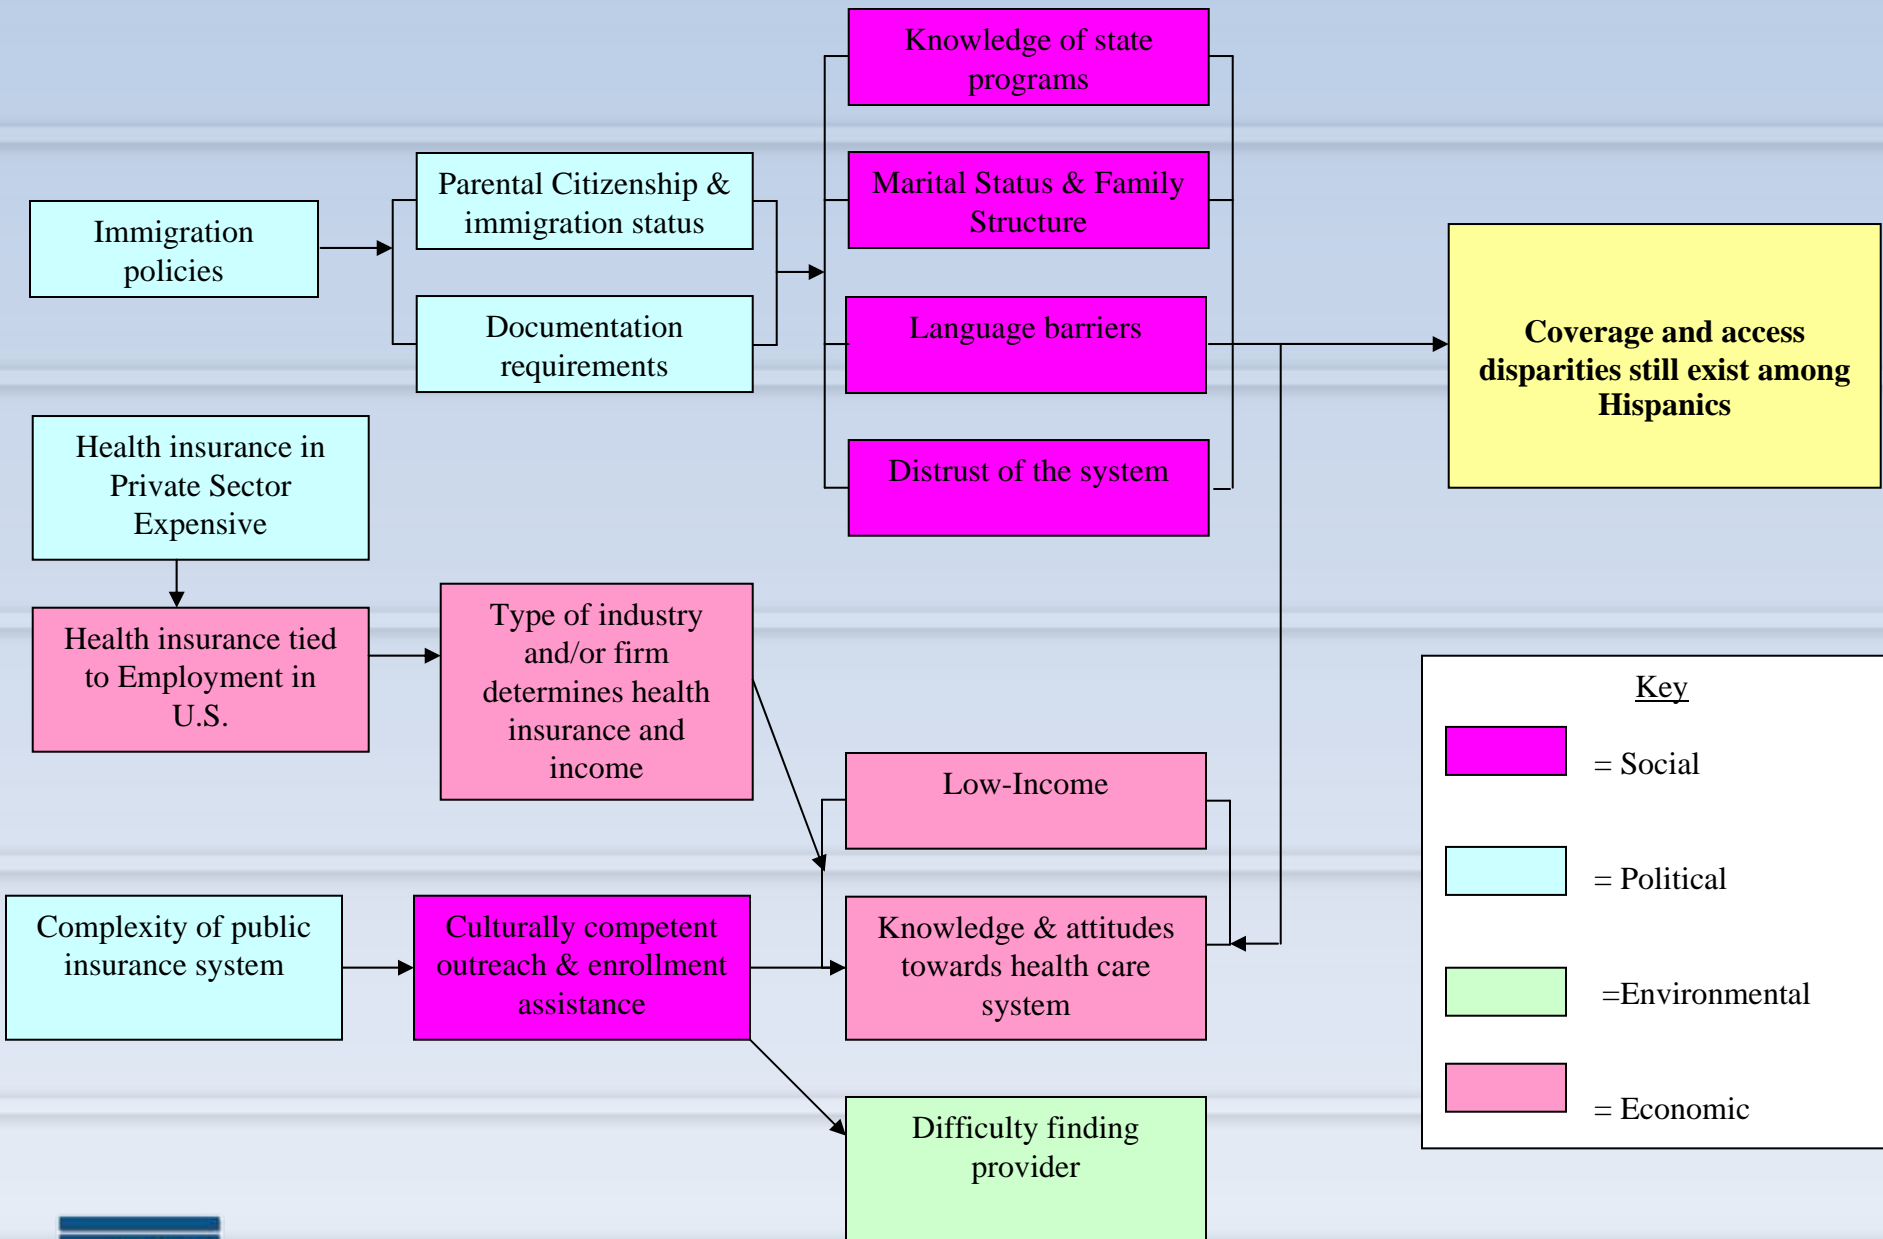 Knowledge of state
programs
Parental Citizenship &
immigration status
Marital Status & Family
Structure
Immigration
policies
Documentation
requirements
Language barriers
Coverage and access
disparities still exist among
Hispanics
Health insurance in
Private Sector
Expensive
Distrust of the system
Health insurance tied
to Employment in
U.S.
Type of industry
and/or firm
determines health
insurance and
income
Low-Income
Complexity of public
insurance system
Culturally competent
outreach & enrollment
assistance
Knowledge & attitudes
towards health care
system
Difficulty finding
provider
Key
= Social
= Political
=Environmental
= Economic